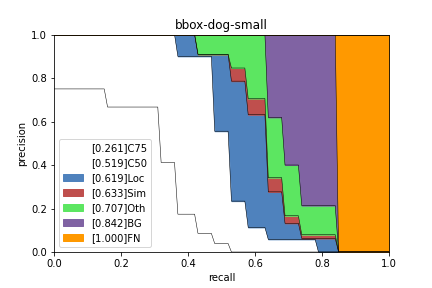 bbox-dog-small
precision
1.0
0.8
0.6
0.4
0.2
0.0
[0.261]C75
[0.519]C50
[0.619]Loc
[0.633]Sim
[0.707]Oth
[0.842]BG
[1.000]FN
0.0 0.2 0.4 0.6 0.8 1.0
recall